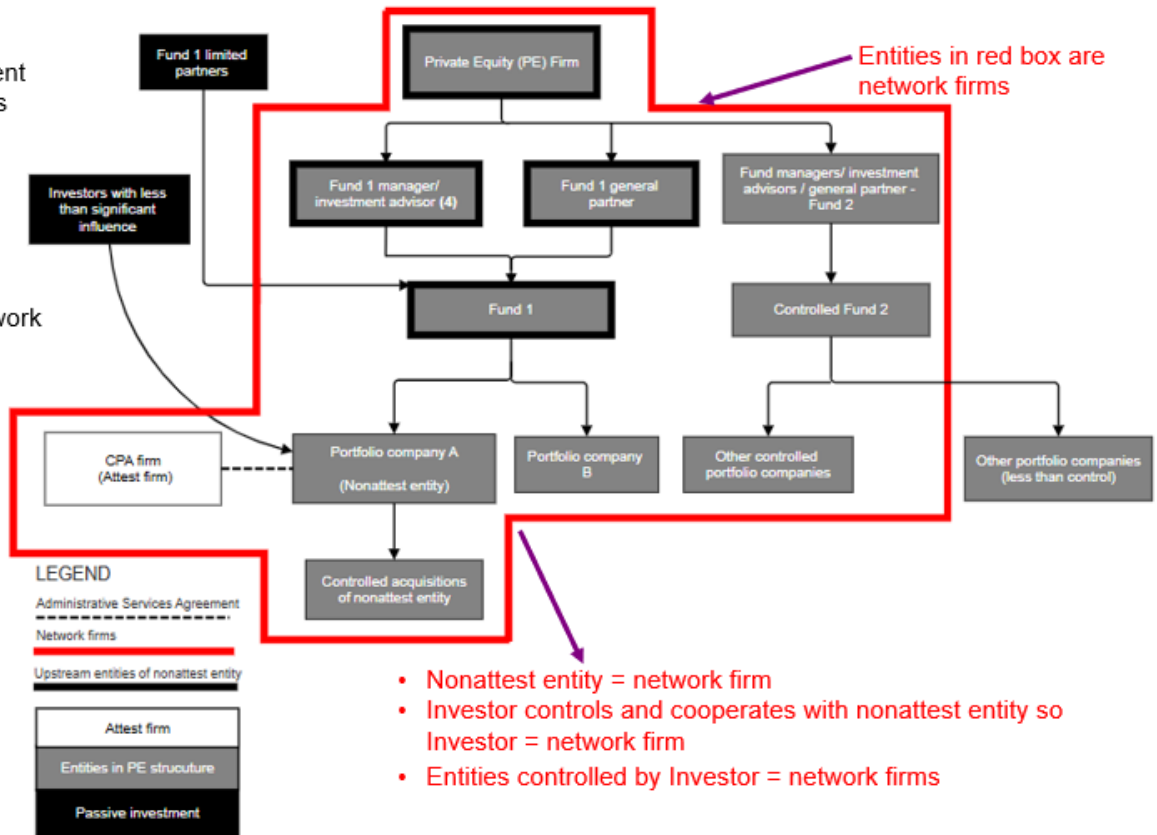 ent
s
work
Fund 1 limited
partners
Private Equity (PE) Firm
Entities in red box are
network firms
Investors with less
than significant
influence
Fund 1 manager/
investment advisor (4)
Fund 1 general
partner
Fund managers/ investment
advisors / general partner -
Fund 2
Fund 1
Controlled Fund 2
CPA firm
(Attest firm)
Portfolio company A
(Nonattest entity)
Portfolio company
B
Other controlled
portfolio companies
Other portfolio companies
(less than control)
Controlled acquisitions
of nonattest entity
LEGEND
Administrative Services Agreement
Network firms
Upstream entities of nonattest entity
Attest firm
Entities in PE strucuture
Passive investment
• Nonattest entity = network firm
• Investor controls and cooperates with nonattest entity so
Investor = network firm
• Entities controlled by Investor = network firms